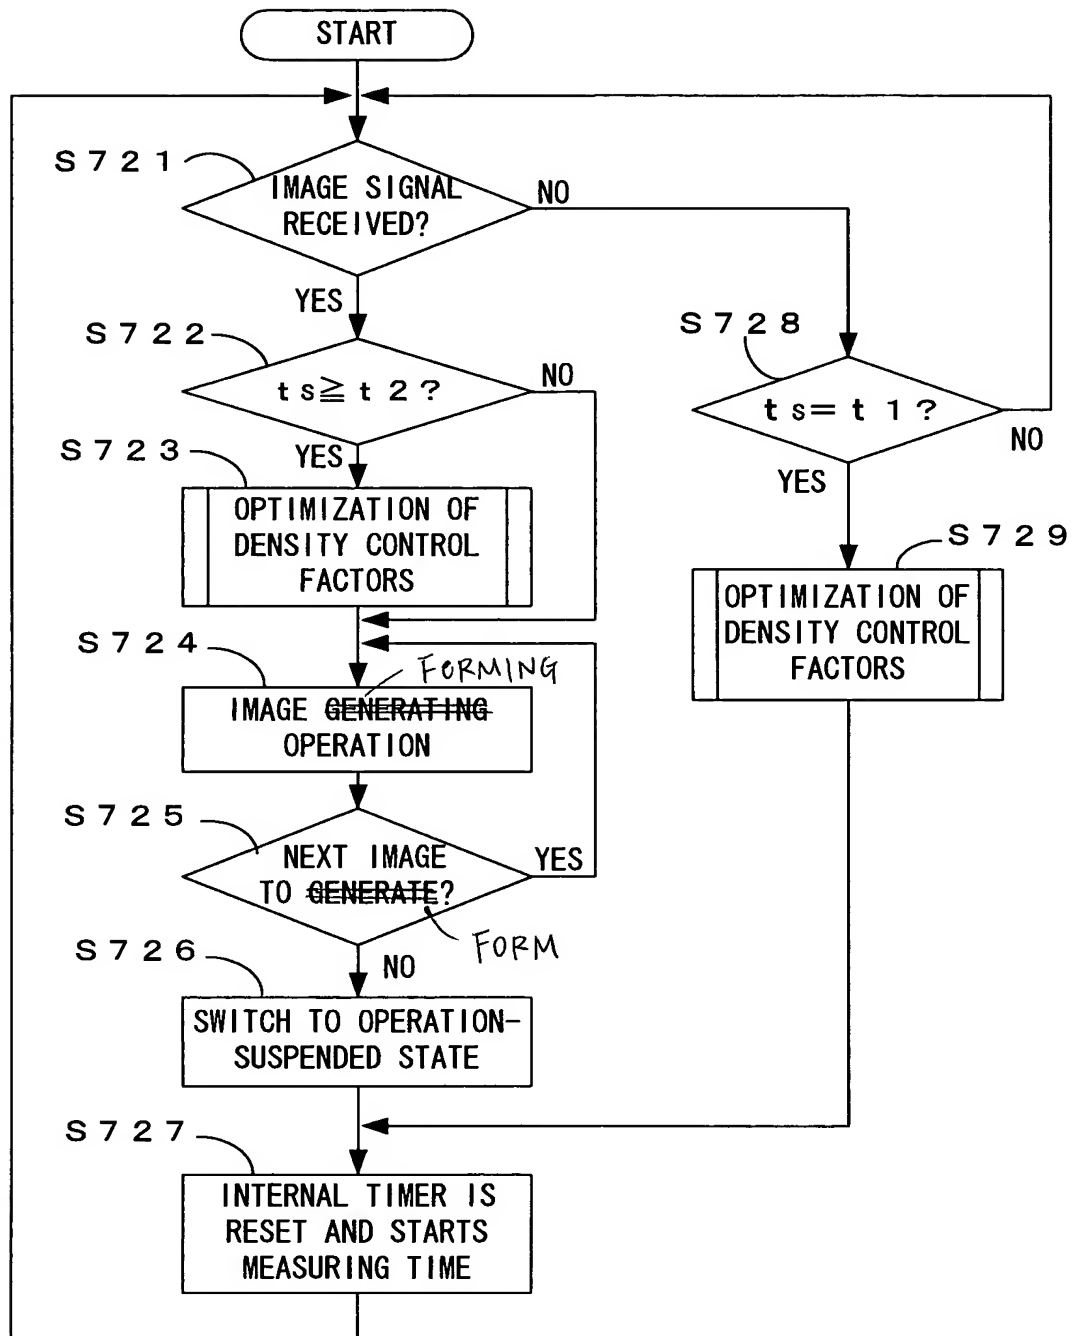 START
S721
IMAGE SIGNAL
RECEIVED?
NO
YES
S722
ts≧t2?
NO
YES
S728
ts=t1?
NO
YES
S723
OPTIMIZATION OF
DENSITY CONTROL
FACTORS
S729
OPTIMIZATION OF
DENSITY CONTROL
FACTORS
S724
FORMING
IMAGE GENERATING
OPERATION
S725
NEXT IMAGE
TO GENERATE?
YES
FORM
NO
S726
SWITCH TO OPERATION-
SUSPENDED STATE
S727
INTERNAL TIMER IS
RESET AND STARTS
MEASURING TIME